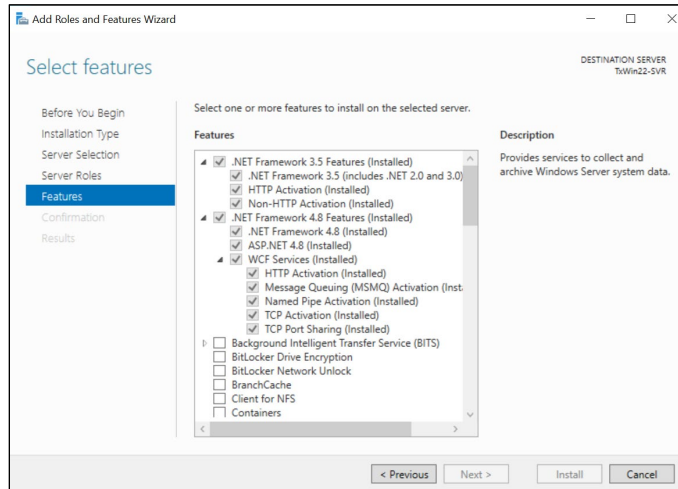 Add Roles and Features Wizard
Select features
DESTINATION SERVER
TxWin22-SVR
Before You Begin
Installation Type
Server Selection
Server Roles
Features
Confirmation
Results
Select one or more features to install on the selected server.
Features
.NET Framework 3.5 Features (Installed)
.NET Framework 3.5 (includes .NET 2.0 and 3.0)
HTTP Activation (Installed)
Non-HTTP Activation (Installed)
.NET Framework 4.8 Features (Installed)
.NET Framework 4.8 (Installed)
ASP.NET 4.8 (Installed)
WCF Services (Installed)
HTTP Activation (Installed)
Message Queuing (MSMQ) Activation (Insta
Named Pipe Activation (Installed)
TCP Activation (Installed)
TCP Port Sharing (Installed)
Background Intelligent Transfer Service (BITS)
BitLocker Drive Encryption
BitLocker Network Unlock
BranchCache
Client for NFS
Containers
Description
Provides services to collect and
archive Windows Server system data.
< Previous
Next >
Install
Cancel